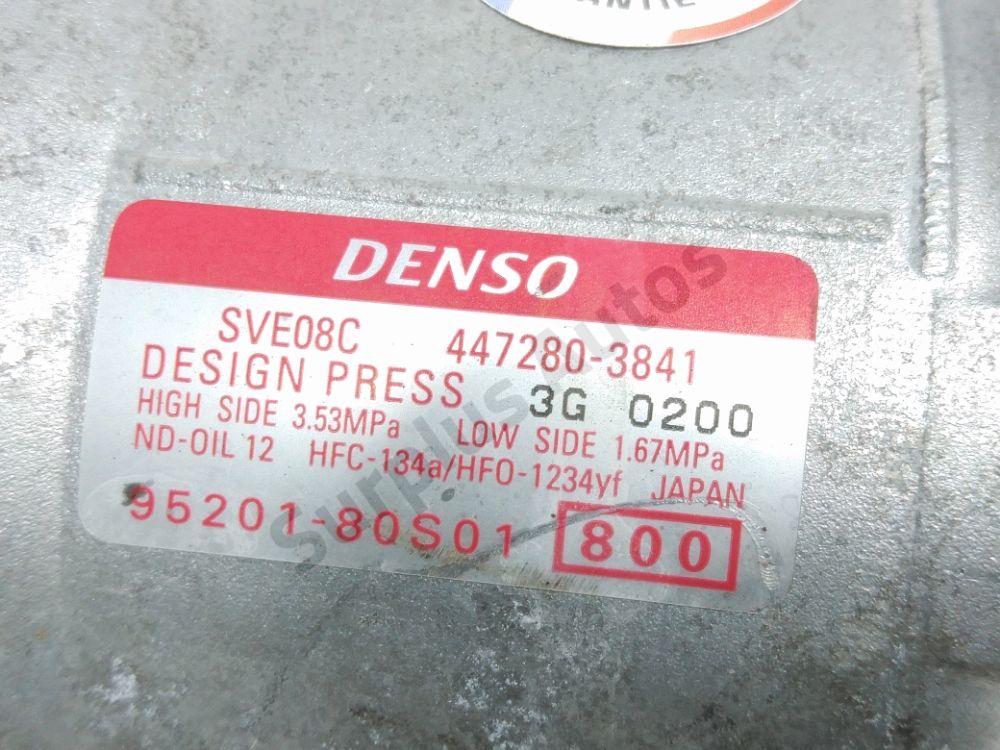 DENSO
SVE08C 447280-3841
DESIGN PRESS 3G 0200
HIGH SIDE 3.53MPa LOW SIDE 1.67MPa
ND-OIL 12 HFC-134a/HFO-1234yf JAPAN
95201-80S01 800
Surplus Autos